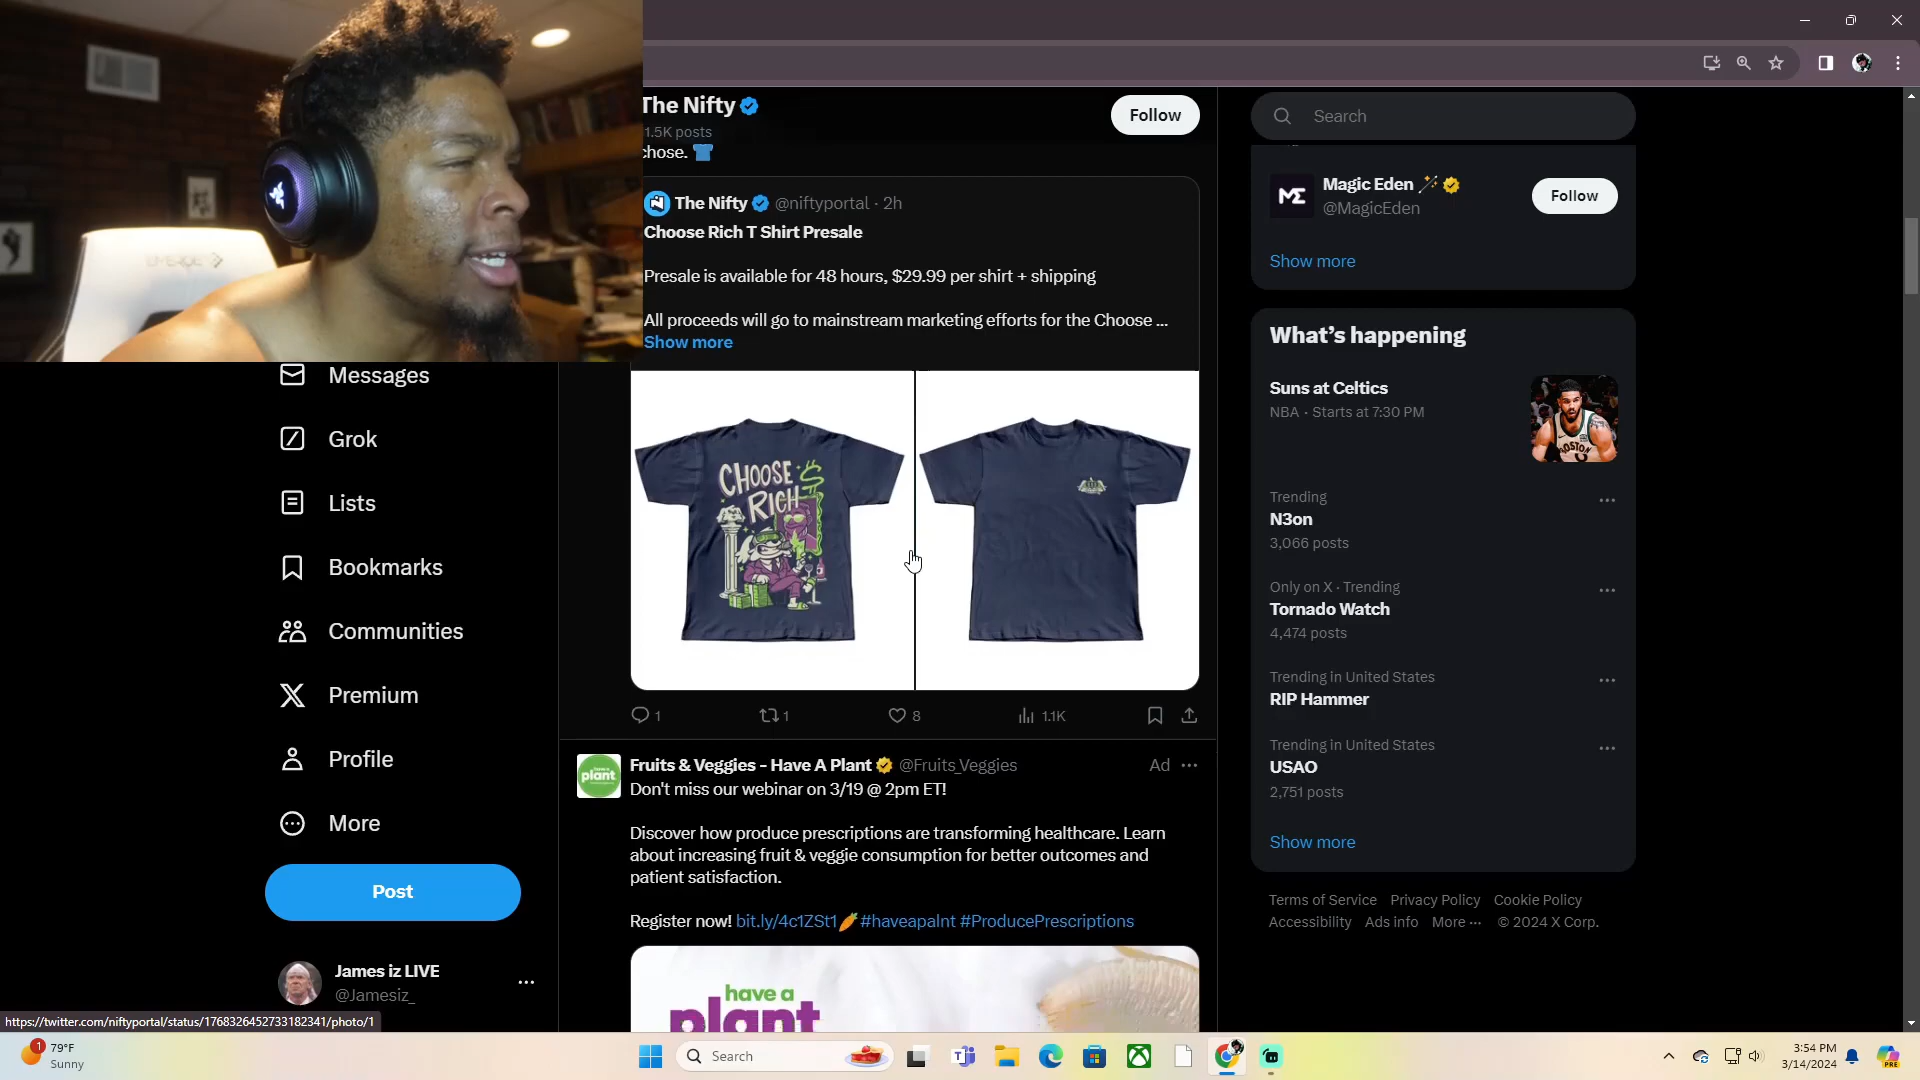 The Nifty
Follow
1.5K posts
chose.
The Nifty @niftyportal · 2h
Choose Rich T Shirt Presale
Presale is available for 48 hours, $29.99 per shirt + shipping
All proceeds will go to mainstream marketing efforts for the Choose ...
Show more
CHOOSE
RICH
1
1
8
1.1K
Fruits & Veggies - Have A Plant @Fruits_Veggies
Ad
Don't miss our webinar on 3/19 @ 2pm ET!
Discover how produce prescriptions are transforming healthcare. Learn
about increasing fruit & veggie consumption for better outcomes and
patient satisfaction.
Register now! bit.ly/4c1ZSt1 #haveapalnt #ProducePrescriptions
have a
plant
have a
plant
Messages
Grok
Lists
Bookmarks
Communities
Premium
Profile
More
Post
James iz LIVE
@Jamesiz_
https://twitter.com/niftyportal/status/1768326452733182341/photo/1
Search
ME
Magic Eden
@MagicEden
Follow
Show more
What's happening
Suns at Celtics
NBA · Starts at 7:30 PM
BOSTON
Trending
N3on
3,066 posts
Only on X · Trending
Tornado Watch
4,474 posts
Trending in United States
RIP Hammer
Trending in United States
USAO
2,751 posts
Show more
Terms of Service Privacy Policy Cookie Policy
Accessibility Ads info More ··· © 2024 X Corp.
1
79°F
Sunny
Search
3:54 PM
3/14/2024
PRE